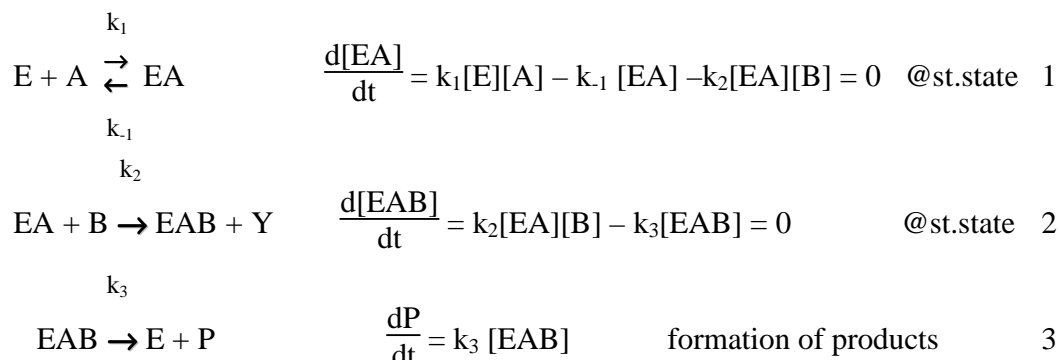 k₁
E + A ⇄ EA d[EA]/dt = k₁[E][A] – k₋₁ [EA] –k₂[EA][B] = 0 @st.state 1
k₋₁
k₂
EA + B → EAB + Y d[EAB]/dt = k₂[EA][B] – k₃[EAB] = 0 @st.state 2
k₃
EAB → E + P dP/dt = k₃ [EAB] formation of products 3